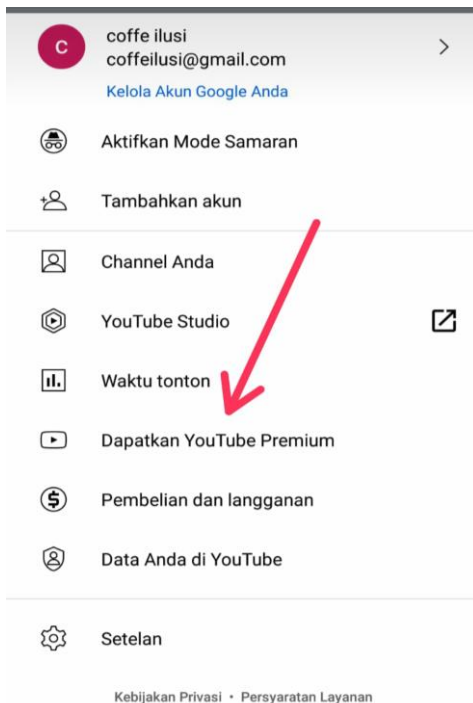 C
coffe ilusi
coffeilusi@gmail.com
Kelola Akun Google Anda
Aktifkan Mode Samaran
Tambahkan akun
Channel Anda
YouTube Studio
Waktu tonton
Dapatkan YouTube Premium
Pembelian dan langganan
Data Anda di YouTube
Setelan
Kebijakan Privasi • Persyaratan Layanan